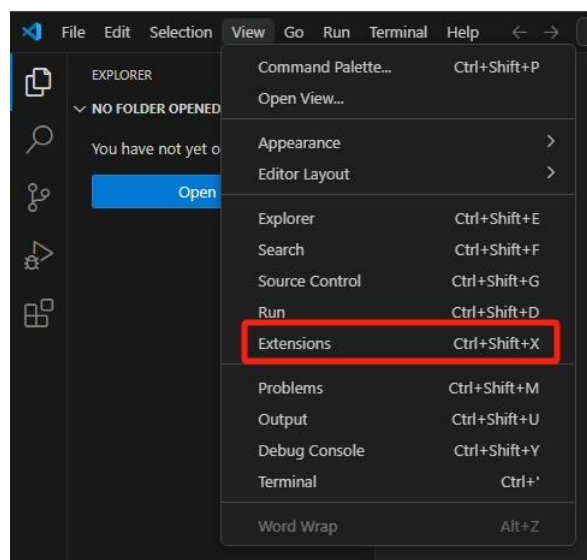 File Edit Selection View Go Run Terminal Help
EXPLORER
NO FOLDER OPENED
You have not yet o
Open
Command Palette... Ctrl+Shift+P
Open View...
Appearance
Editor Layout
Explorer Ctrl+Shift+E
Search Ctrl+Shift+F
Source Control Ctrl+Shift+G
Run Ctrl+Shift+D
Extensions Ctrl+Shift+X
Problems Ctrl+Shift+M
Output Ctrl+Shift+U
Debug Console Ctrl+Shift+Y
Terminal Ctrl+'
Word Wrap Alt+Z